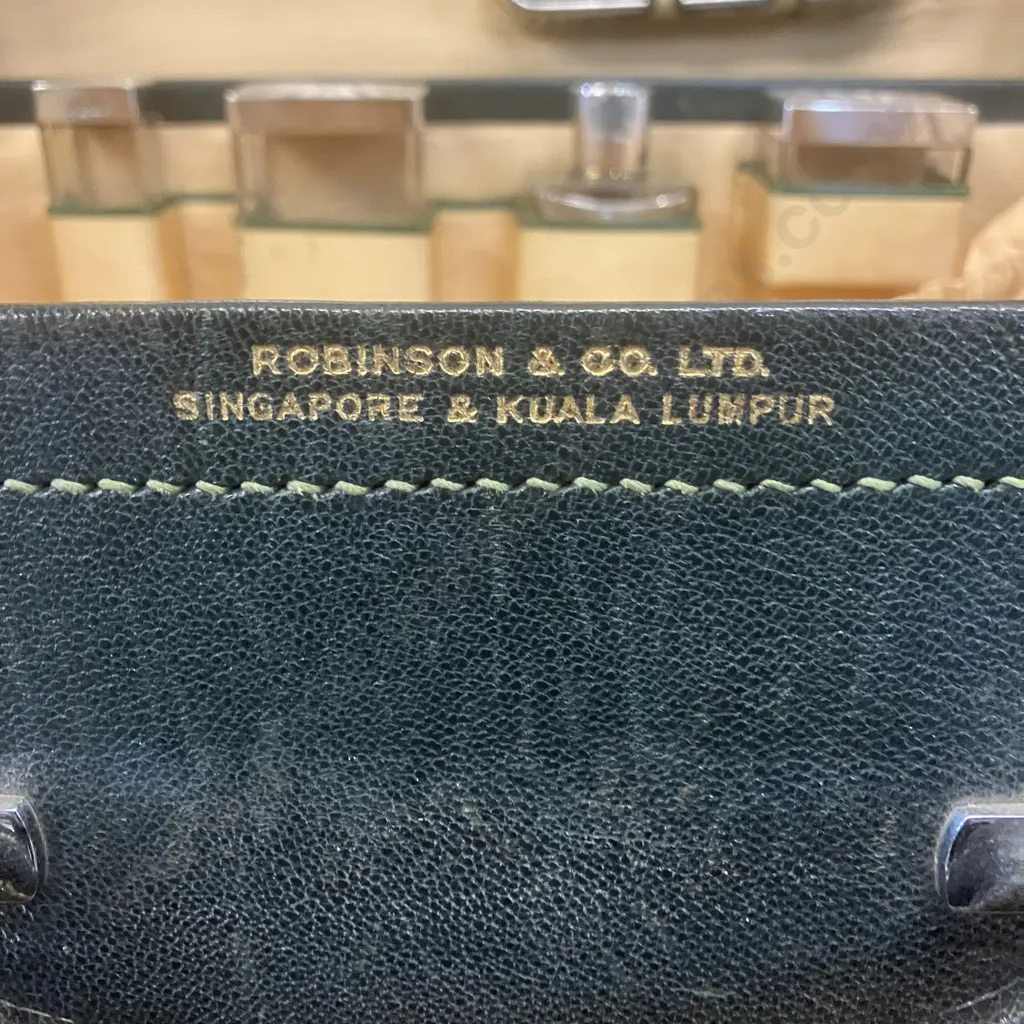 ROBINSON & CO. LTD.
SINGAPORE & KUALA LUMPUR